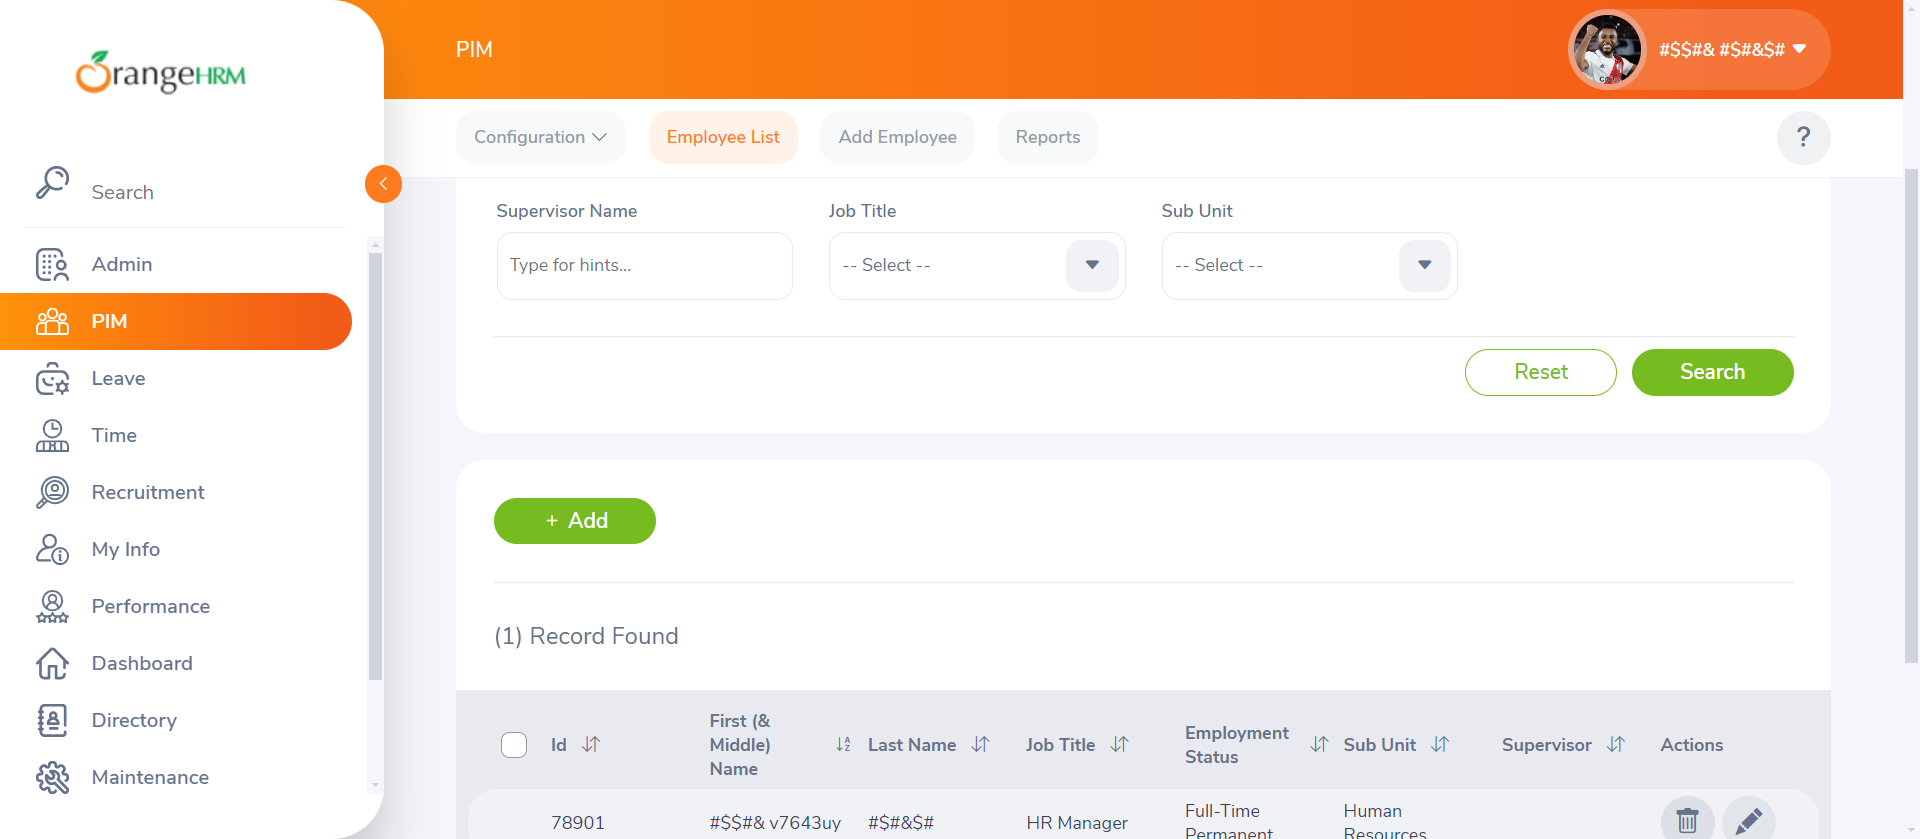 OrangeHRM
PIM
#$$#& #$#&$#
Configuration
Employee List
Add Employee
Reports
?
Search
Admin
PIM
Leave
Time
Recruitment
My Info
Performance
Dashboard
Directory
Maintenance
Supervisor Name
Job Title
Sub Unit
Type for hints...
-- Select --
-- Select --
Reset
Search
+ Add
(1) Record Found
Id
First (&
Middle)
Name
Last Name
Job Title
Employment
Status
Sub Unit
Supervisor
Actions
78901
#$$#& v7643uy
#$#&$#
HR Manager
Full-Time
Permanent
Human
Resources